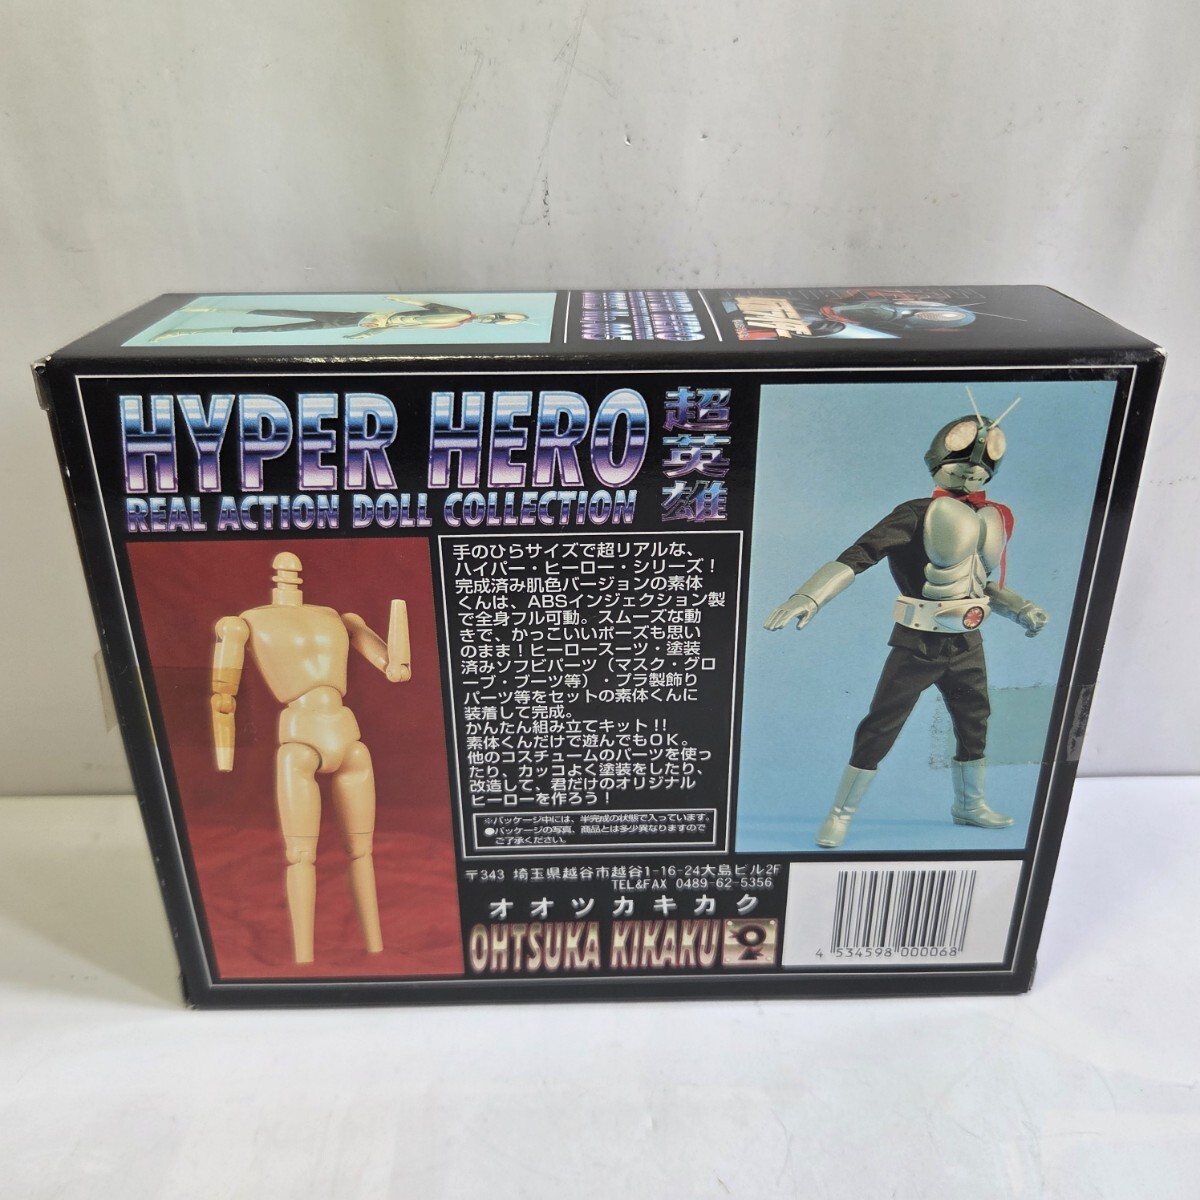 HYPER HERO
超英雄
REAL ACTION DOLL COLLECTION
手のひらサイズで超リアルな、
ハイパー・ヒーロー・シリーズ！
完成済み肌色バージョンの素体
くんは、ABSインジェクション製
で全身フル可動。スムーズな動
きで、かっこいいポーズも思い
のまま！ヒーロースーツ・塗装
済みソフビパーツ（マスク・グロ
ーブ・ブーツ等）・プラ製飾り
パーツ等をセットの素体くんに
装着して完成。
かんたん組み立てキット！！
素体くんだけで遊んでもOK。
他のコスチュームのパーツを使っ
たり、カッコよく塗装をしたり、
改造して、君だけのオリジナル
ヒーローを作ろう！
※パッケージ中には、半完成の状態で入っています。
●パッケージの写真、商品とは多少異なりますので
ご了承ください。
〒343 埼玉県越谷市越谷1-16-24大島ビル2F
TEL&FAX 0489-62-5356
オオツカキカク
OHTSUKA KIKAKU
4 534598 000068